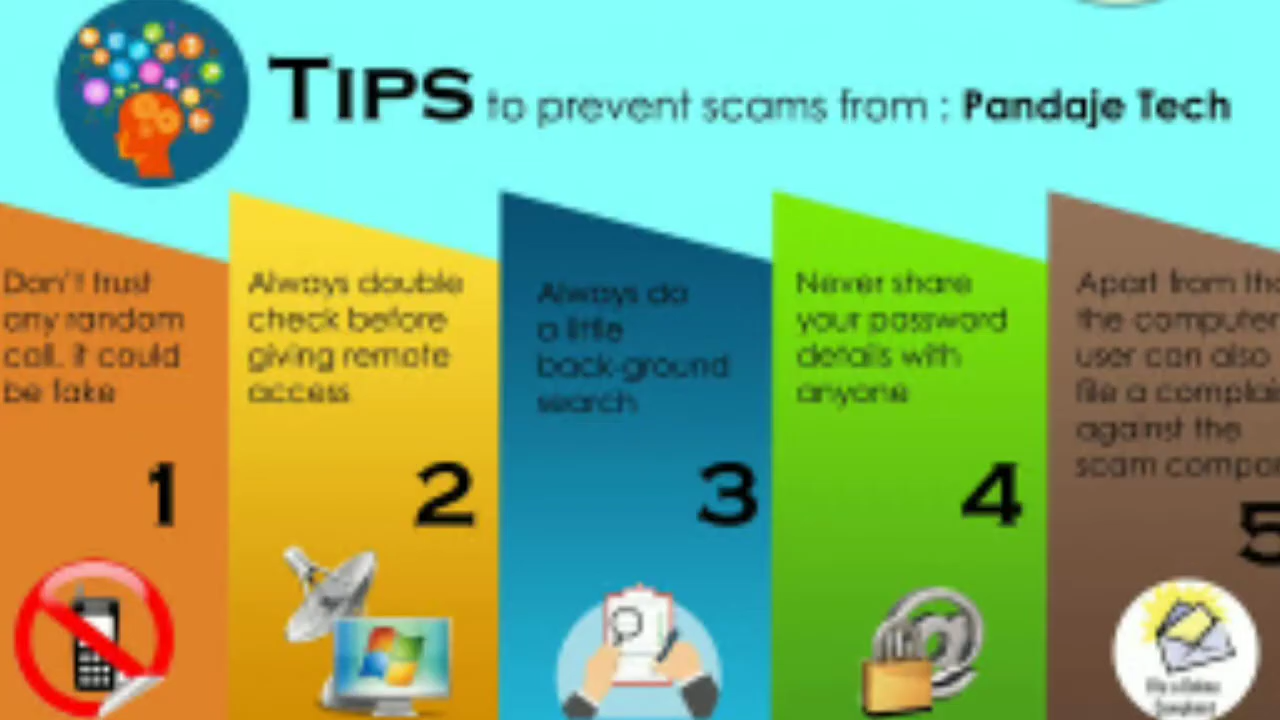 TIPS to prevent scams from : Pandaje Tech
Don't trust
any random
call. it could
be fake
1
Always double
check before
giving remote
access
2
Always do
a little
back-ground
search
3
Never share
your password
details with
anyone
4
Apart from
the computer
user can also
file a
against the
scam
5